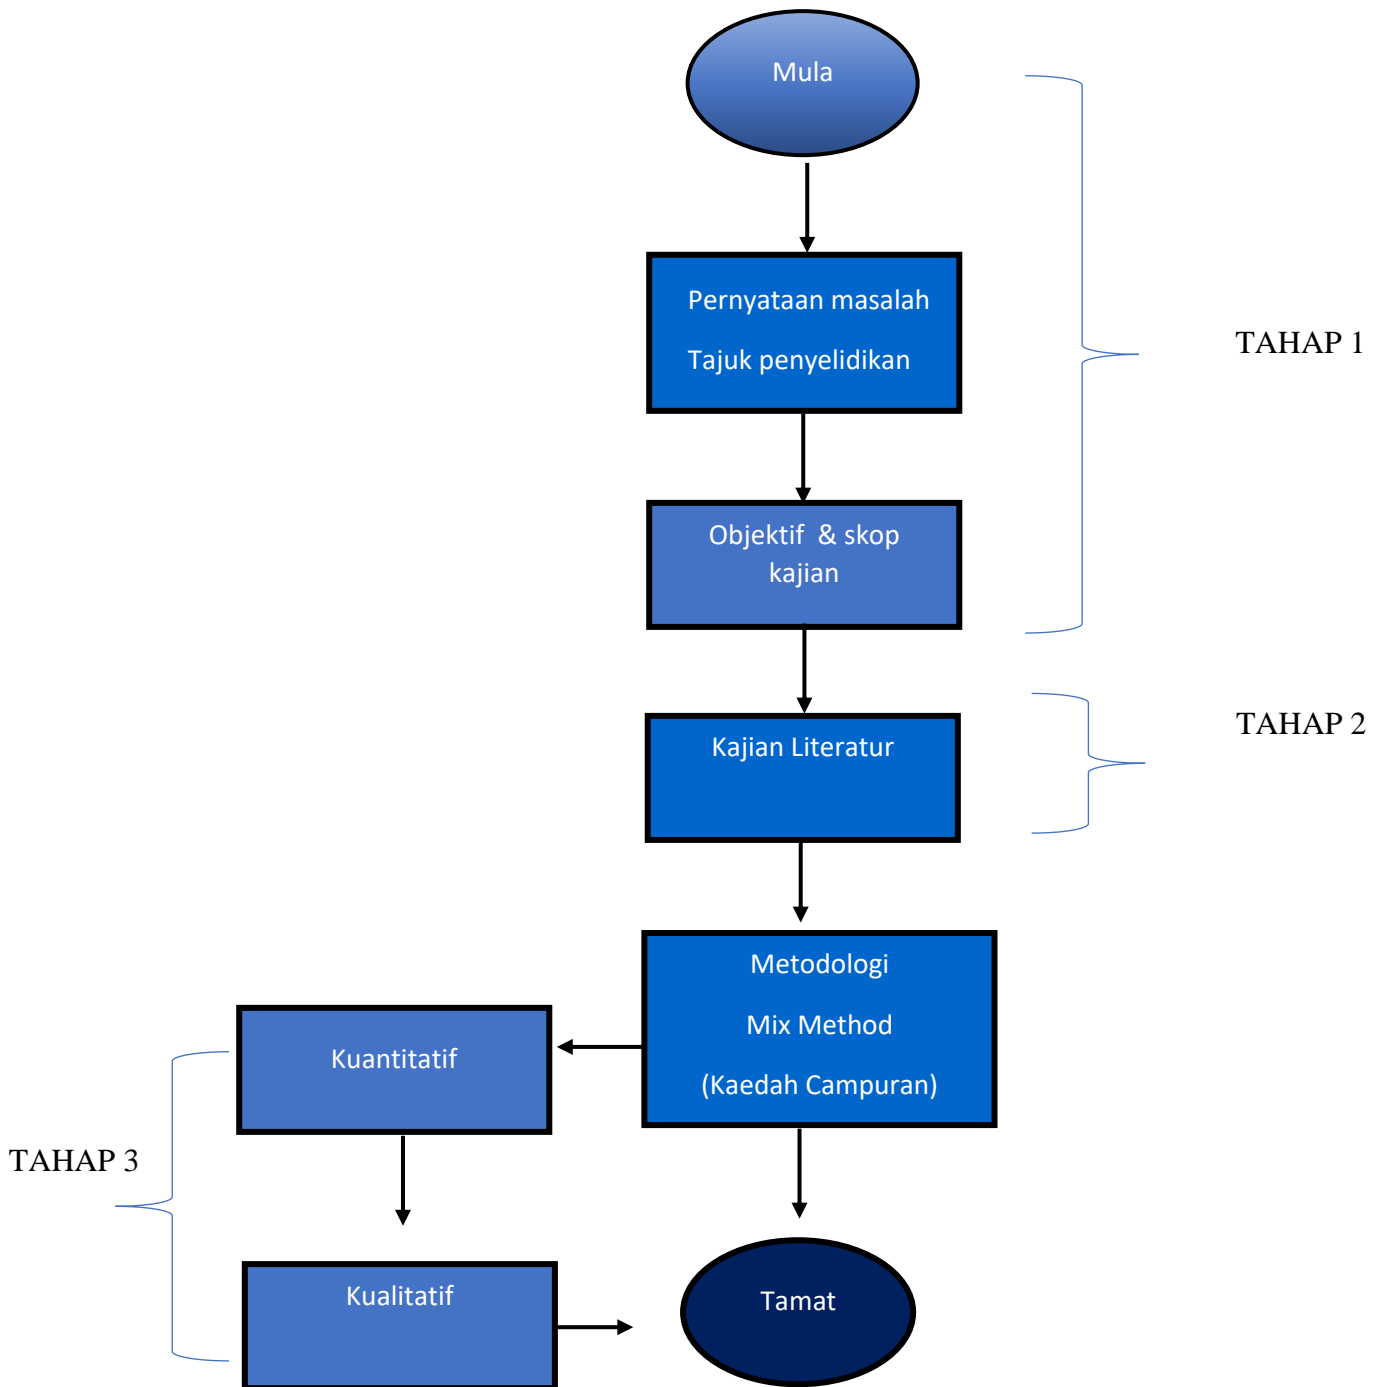 Mula
Pernyataan masalah
Tajuk penyelidikan
TAHAP 1
Objektif & skop
kajian
Kajian Literatur
TAHAP 2
Metodologi
Mix Method
(Kaedah Campuran)
Kuantitatif
TAHAP 3
Kualitatif
Tamat